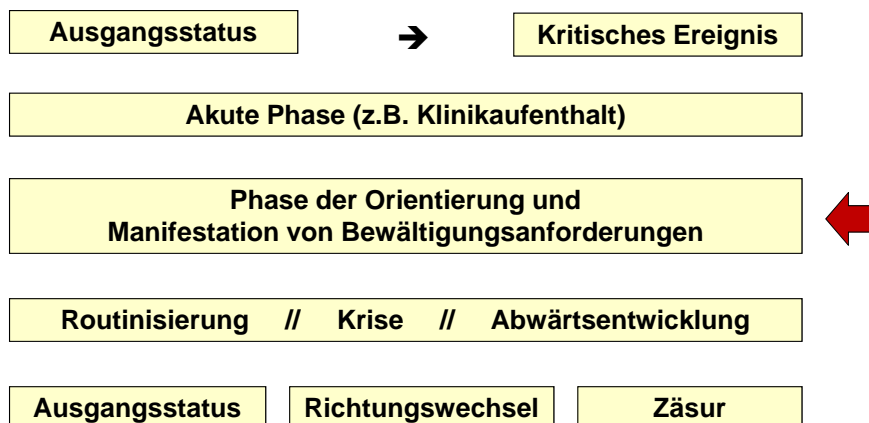 Ausgangsstatus ➔ Kritisches Ereignis
Akute Phase (z.B. Klinikaufenthalt)
Phase der Orientierung und
Manifestation von Bewältigungsanforderungen
Routinisierung // Krise // Abwärtsentwicklung
Ausgangsstatus Richtungswechsel Zäsur